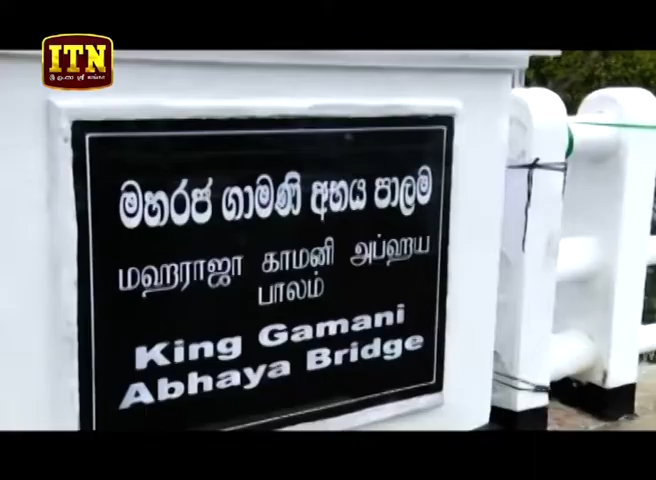 ITN
මහරජ ගාමණි අභය පාලම
மஹராஜா காமனி அப்ஹய
பாலம்
King Gamani
Abhaya Bridge